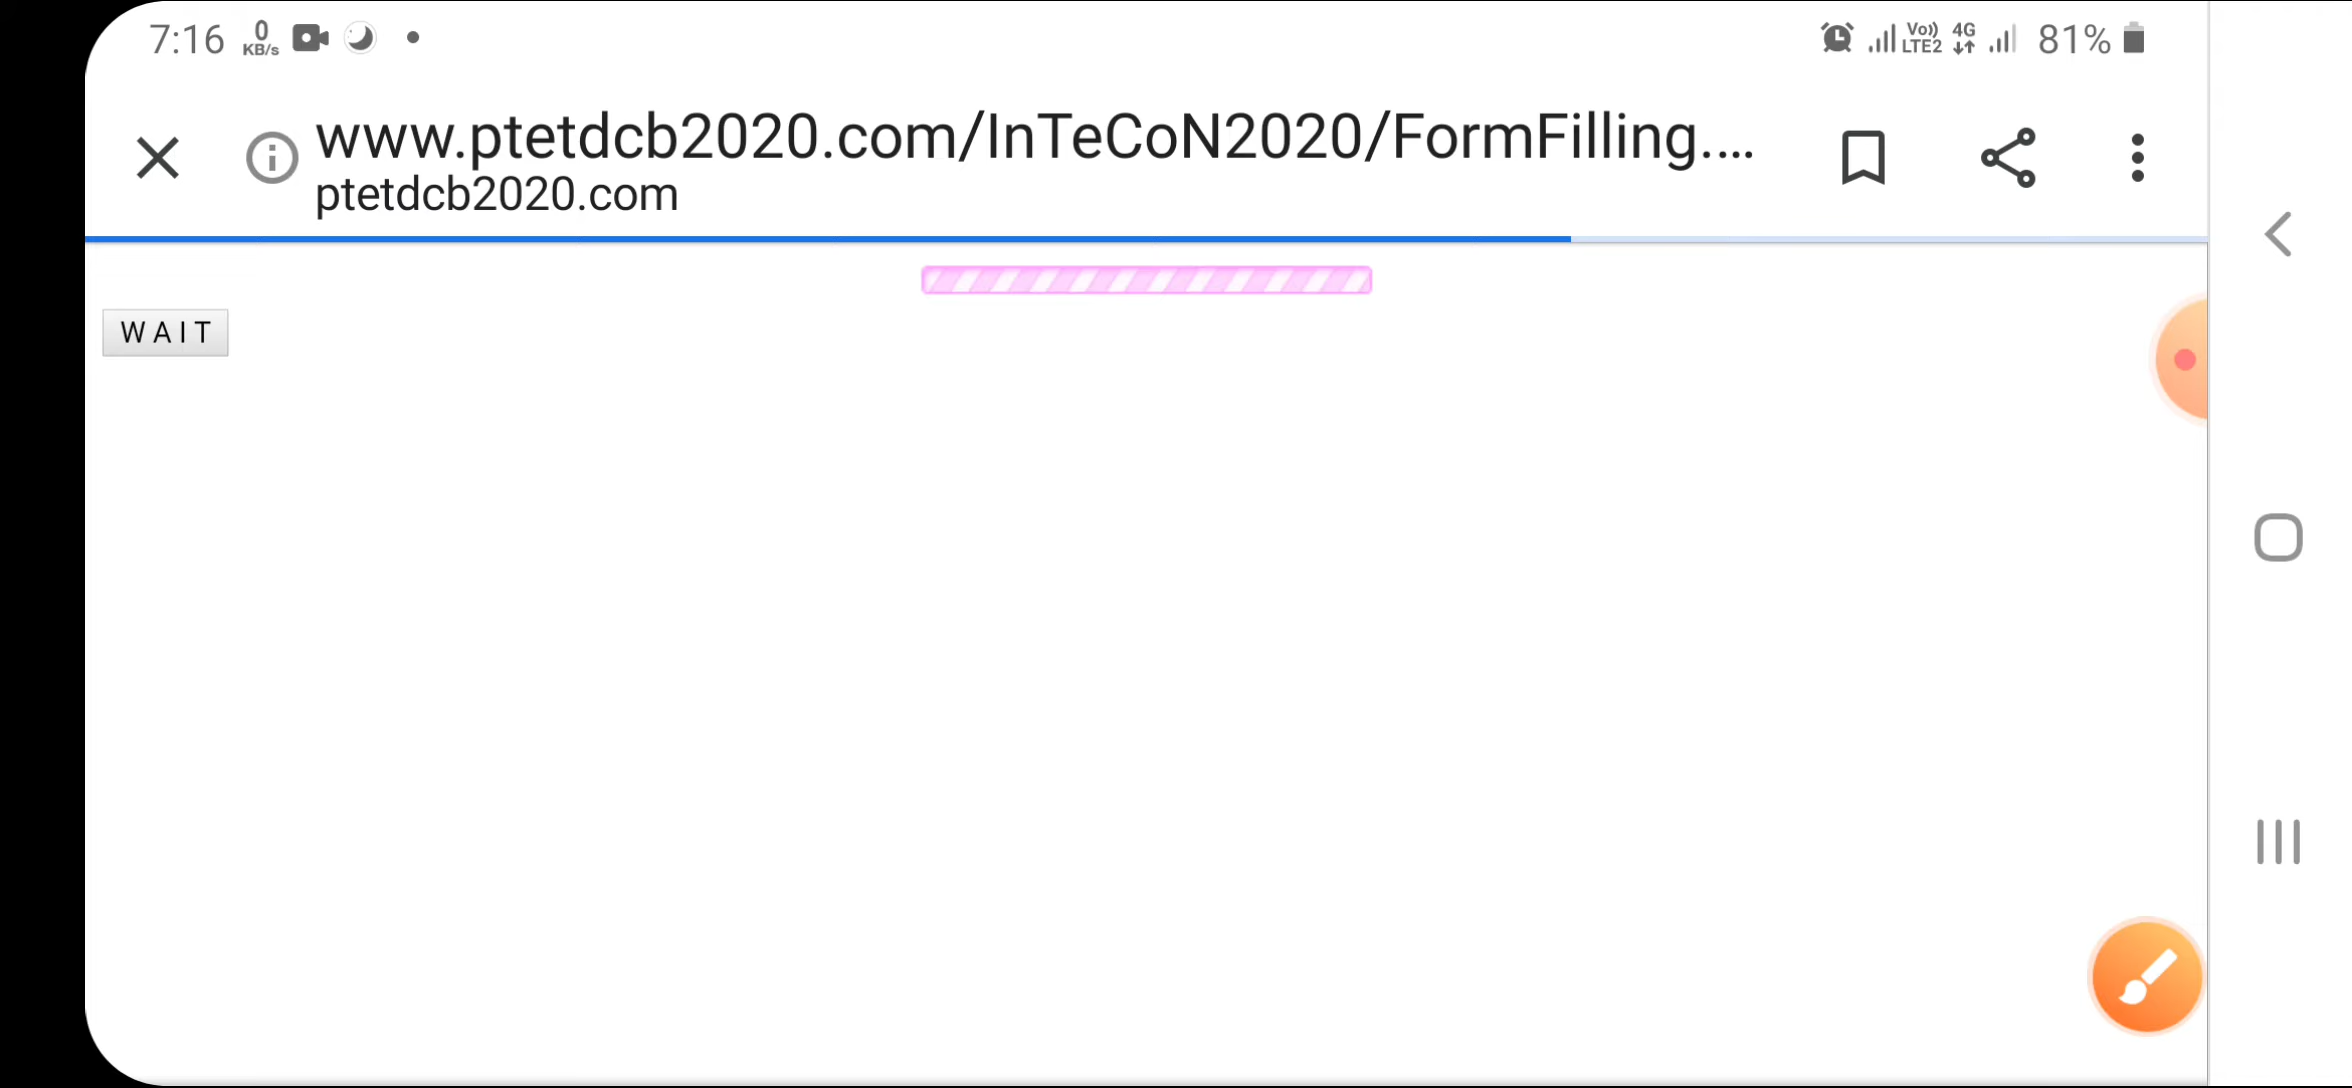 7:16 0 KB/s Vo)) LTE2 4G 81%
www.ptetdcb2020.com/InTeCoN2020/FormFilling....
ptetdcb2020.com
WAIT